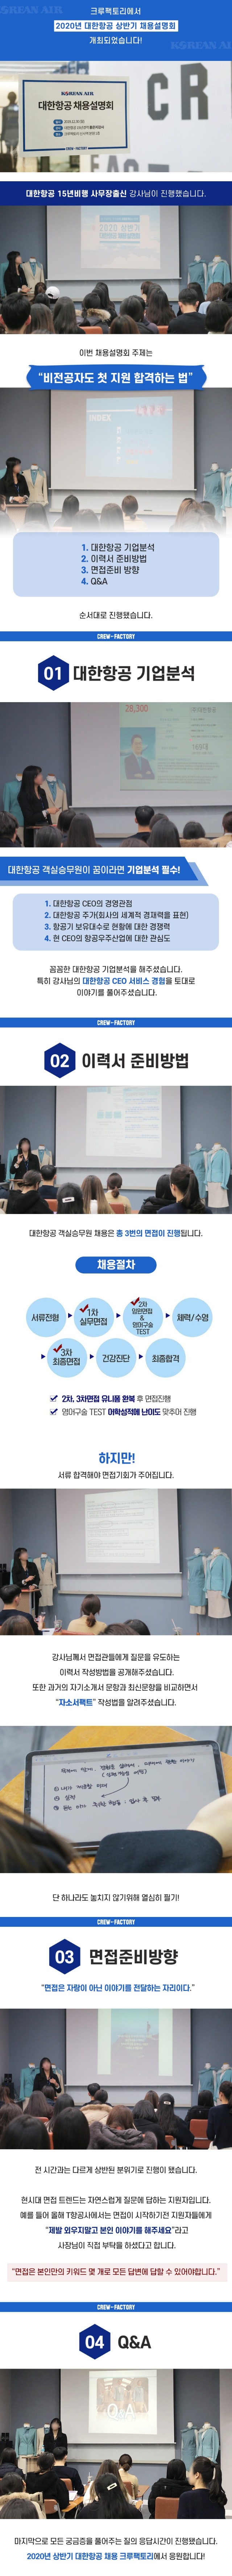 크루팩토리에서
2020년 대한항공 상반기 채용설명회
개최되었습니다!
KOREAN AIR
대한항공 채용설명회
CREW-FACTORY
대한항공 15년비행 사무장출신 강사님이 진행했습니다.
2020 상반기
이번 채용설명회 주제는
“비전공자도 첫 지원 합격하는 법”
INDEX
1. 대한항공 기업분석
2. 이력서 준비방법
3. 면접준비 방향
4. Q&A
순서대로 진행됐습니다.
CREW-FACTORY
01 대한항공 기업분석
28,300
대한항공 객실승무원이 꿈이라면 기업분석 필수!
1. 대한항공 CEO의 경영관점
2. 대한항공 주가(회사의 세계적 경재력을 표현)
3. 항공기 보유대수로 현황에 대한 경쟁력
4. 현 CEO의 항공우주산업에 대한 관심도
꼼꼼한 대한항공 기업분석을 해주셨습니다.
특히 강사님의 대한항공 CEO 서비스 경험을 토대로
이야기를 풀어주셨습니다.
CREW-FACTORY
02 이력서 준비방법
대한항공 객실승무원 채용은 총 3번의 면접이 진행됩니다.
채용절차
서류전형
1차
실무면접
2차
임원면접
&
영어구술
TEST
체력/수영
3차
최종면접
건강진단
최종합격
2차, 3차면접 유니폼 환복 후 면접진행
영어구술 TEST 어학성적에 난이도 맞추어 진행
하지만!
서류 합격해야 면접기회가 주어집니다.
강사님께서 면접관들에게 질문을 유도하는
이력서 작성방법을 공개해주셨습니다.
또한 과거의 자기소개서 문항과 최신문항을 비교하면서
“자소서팩트” 작성법을 알려주셨습니다.
단 하나라도 놓치지 않기위해 열심히 필기!
CREW-FACTORY
03 면접준비방향
“면접은 자랑이 아닌 이야기를 전달하는 자리이다.”
전 시간과는 다르게 상반된 분위기로 진행이 됐습니다.
현시대 면접 트렌드는 자연스럽게 질문에 답하는 지원자입니다.
예를 들어 올해 T항공사에서는 면접이 시작하기전 지원자들에게
“제발 외우지말고 본인 이야기를 해주세요”라고
사장님이 직접 부탁을 하셨다고 합니다.
“면접은 본인만의 키워드 몇 개로 모든 답변에 답할 수 있어야합니다.”
CREW-FACTORY
04 Q&A
Q&A
마지막으로 모든 궁금증을 풀어주는 질의 응답시간이 진행됐습니다.
2020년 상반기 대한항공 채용 크루팩토리에서 응원합니다!